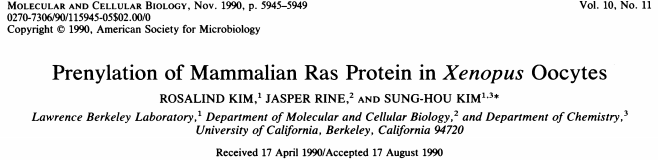 MOLECULAR AND CELLULAR BIOLOGY, Nov. 1990, p. 5945-5949
Vol. 10, No. 11
0270-7306/90/115945-05$02.00/0
Copyright © 1990, American Society for Microbiology
Prenylation of Mammalian Ras Protein in Xenopus Oocytes
ROSALIND KIM,¹ JASPER RINE,² AND SUNG-HOU KIM¹,³*
Lawrence Berkeley Laboratory,¹ Department of Molecular and Cellular Biology,² and Department of Chemistry,³
University of California, Berkeley, California 94720
Received 17 April 1990/Accepted 17 August 1990